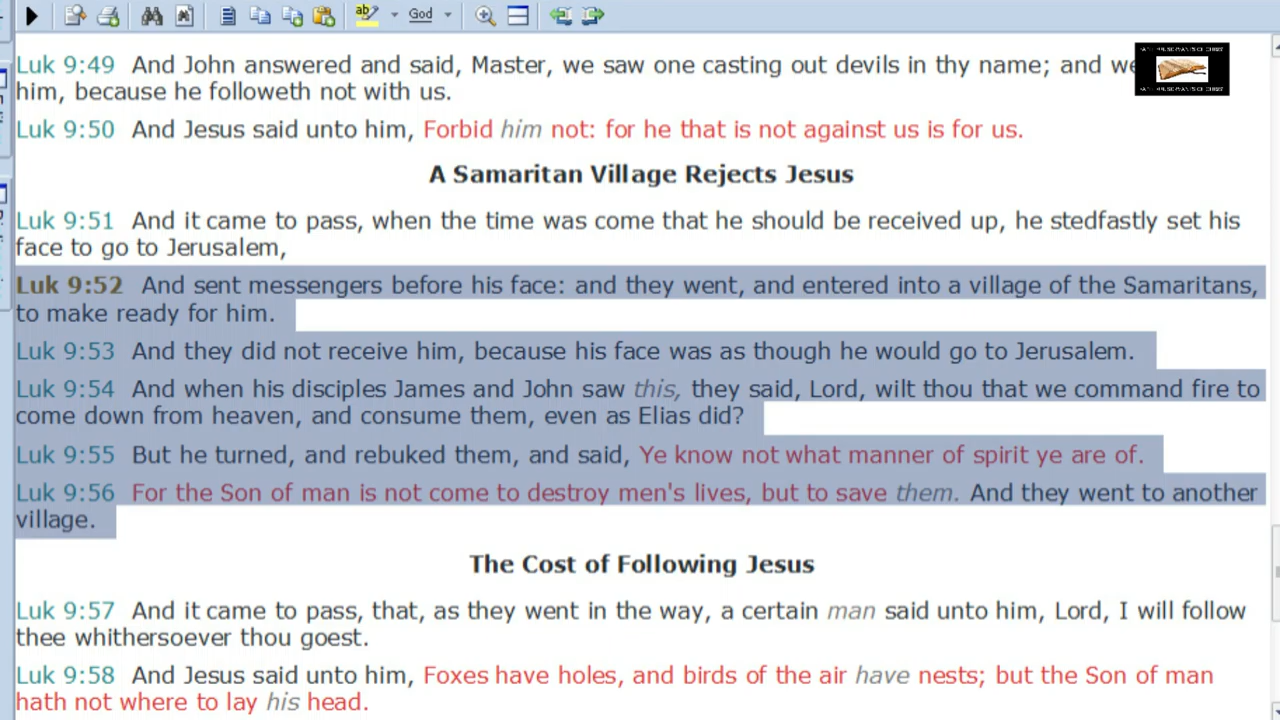 God
Luk 9:49 And John answered and said, Master, we saw one casting out devils in thy name; and we
him, because he followeth not with us.
Luk 9:50 And Jesus said unto him, Forbid him not: for he that is not against us is for us.
A Samaritan Village Rejects Jesus
Luk 9:51 And it came to pass, when the time was come that he should be received up, he stedfastly set his
face to go to Jerusalem,
Luk 9:52 And sent messengers before his face: and they went, and entered into a village of the Samaritans,
to make ready for him.
Luk 9:53 And they did not receive him, because his face was as though he would go to Jerusalem.
Luk 9:54 And when his disciples James and John saw this, they said, Lord, wilt thou that we command fire to
come down from heaven, and consume them, even as Elias did?
Luk 9:55 But he turned, and rebuked them, and said, Ye know not what manner of spirit ye are of.
Luk 9:56 For the Son of man is not come to destroy men's lives, but to save them. And they went to another
village.
The Cost of Following Jesus
Luk 9:57 And it came to pass, that, as they went in the way, a certain man said unto him, Lord, I will follow
thee whithersoever thou goest.
Luk 9:58 And Jesus said unto him, Foxes have holes, and birds of the air have nests; but the Son of man
hath not where to lay his head.